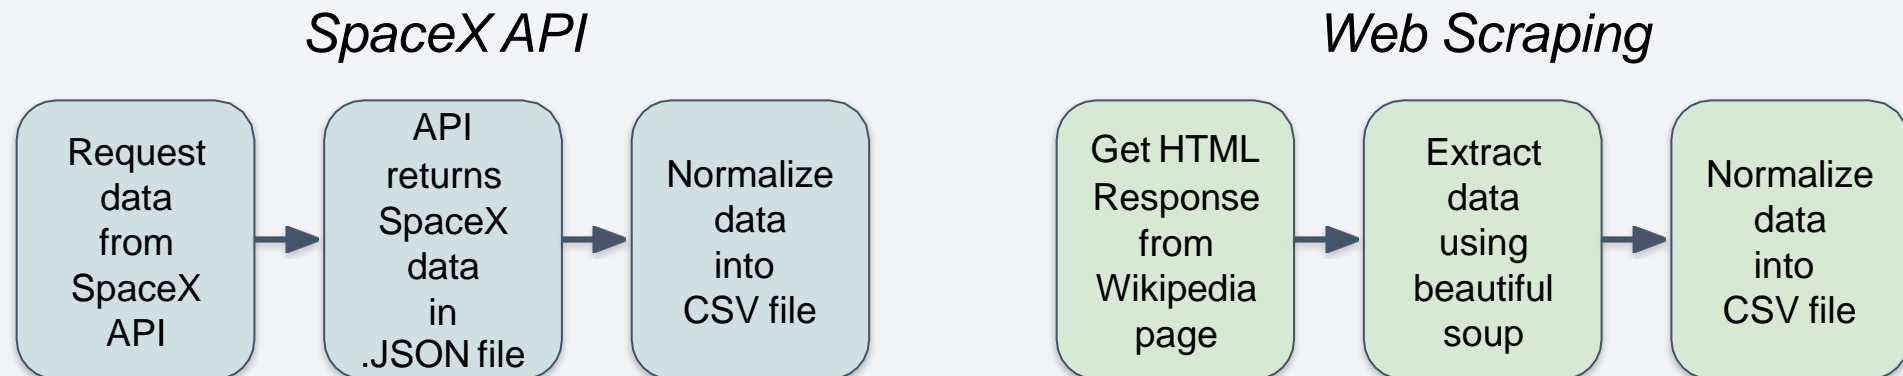 SpaceX API
Request
data
from
SpaceX
API
API
returns
SpaceX
data
in
.JSON file
Normalize
data
into
CSV file
Web Scraping
Get HTML
Response
from
Wikipedia
page
Extract
data
using
beautiful
soup
Normalize
data
into
CSV file